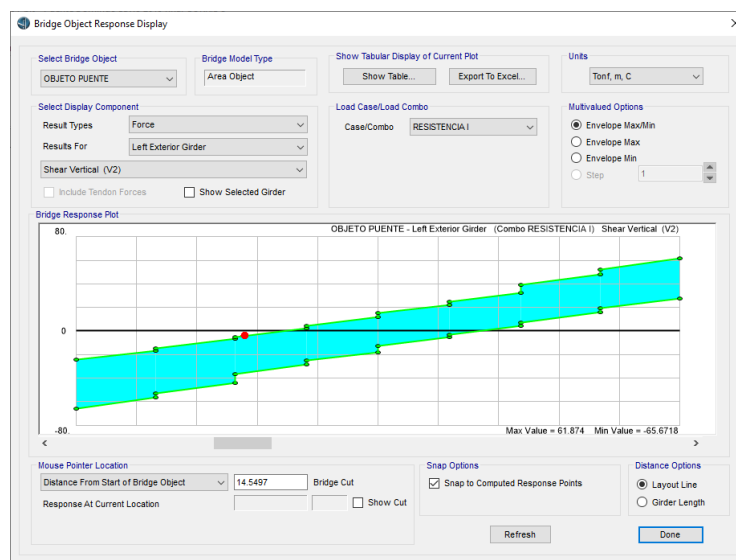 Bridge Object Response Display
Select Bridge Object
OBJETO PUENTE
Bridge Model Type
Area Object
Show Tabular Display of Current Plot
Show Table...
Export To Excel...
Units
Tonf, m, C
Select Display Component
Result Types
Force
Results For
Left Exterior Girder
Shear Vertical (V2)
Include Tendon Forces
Show Selected Girder
Load Case/Load Combo
Case/Combo
RESISTENCIA I
Multivalued Options
Envelope Max/Min
Envelope Max
Envelope Min
Step
1
Bridge Response Plot
80.
OBJETO PUENTE - Left Exterior Girder (Combo RESISTENCIA I) Shear Vertical (V2)
0
-80.
Max Value = 61.874 Min Value = -65.6718
Mouse Pointer Location
Distance From Start of Bridge Object
14.5497
Bridge Cut
Response At Current Location
Show Cut
Snap Options
Snap to Computed Response Points
Distance Options
Layout Line
Girder Length
Refresh
Done